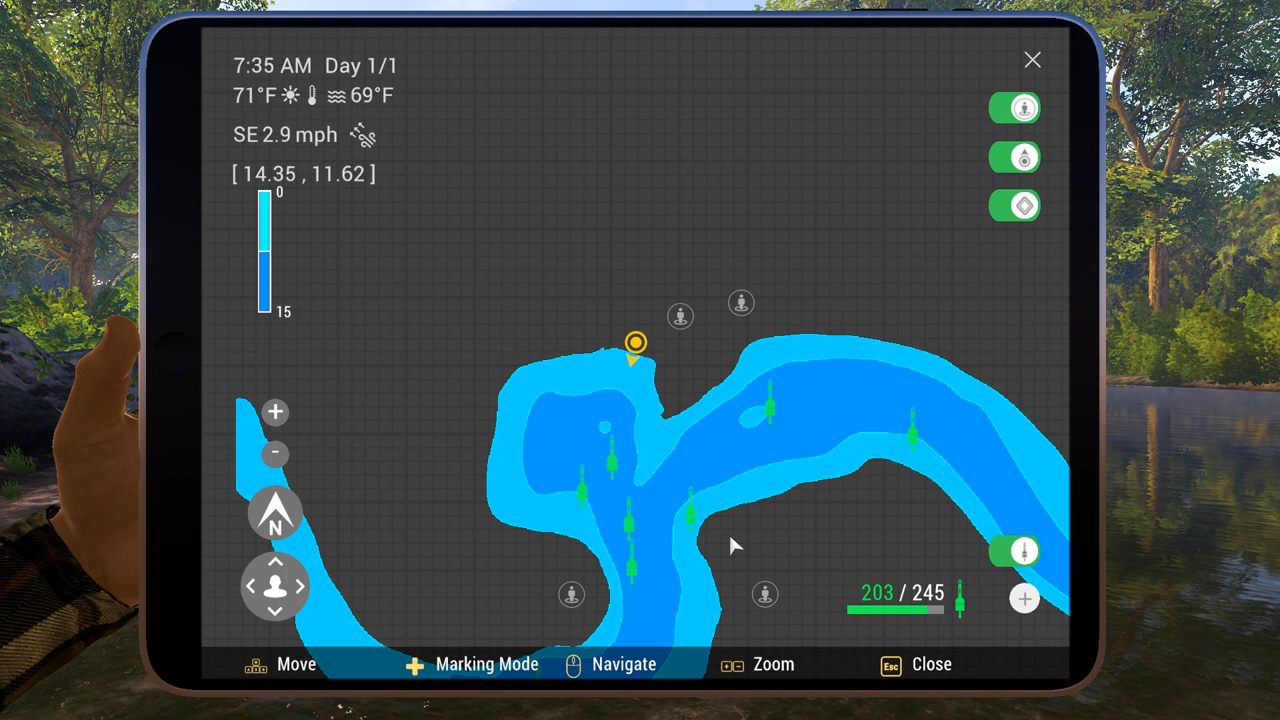 7:35 AM Day 1/1
71°F 69°F
SE 2.9 mph
[ 14.35 , 11.62 ]
0
15
+
-
N
203 / 245
+
Move
Marking Mode
Navigate
Zoom
Esc Close